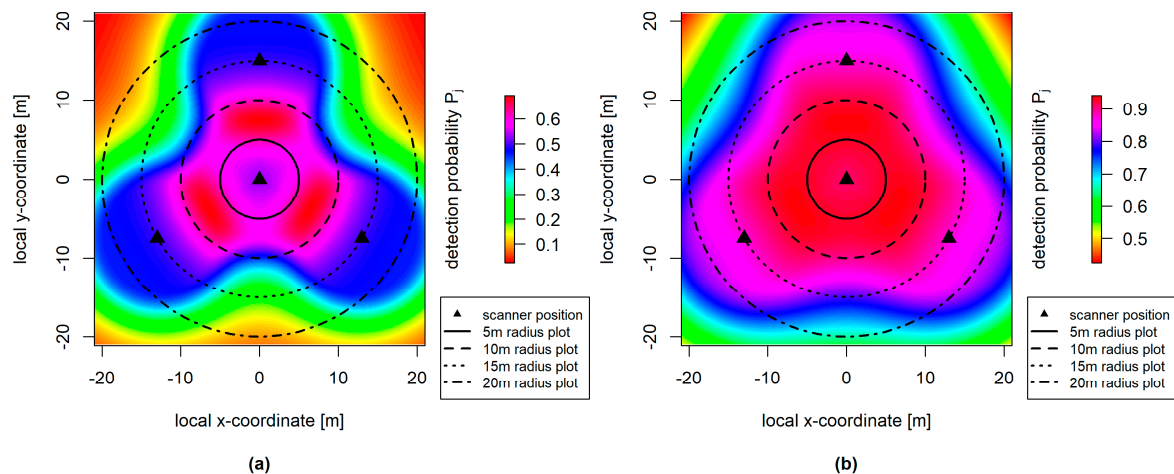 20
10
0
-10
-20
local y-coordinate [m]
-20
-10
0
10
20
local x-coordinate [m]
detection probability Pj
0.6
0.5
0.4
0.3
0.2
0.1
scanner position
5m radius plot
10m radius plot
15m radius plot
20m radius plot
(a)
20
10
0
-10
-20
local y-coordinate [m]
-20
-10
0
10
20
local x-coordinate [m]
detection probability Pj
0.9
0.8
0.7
0.6
0.5
scanner position
5m radius plot
10m radius plot
15m radius plot
20m radius plot
(b)